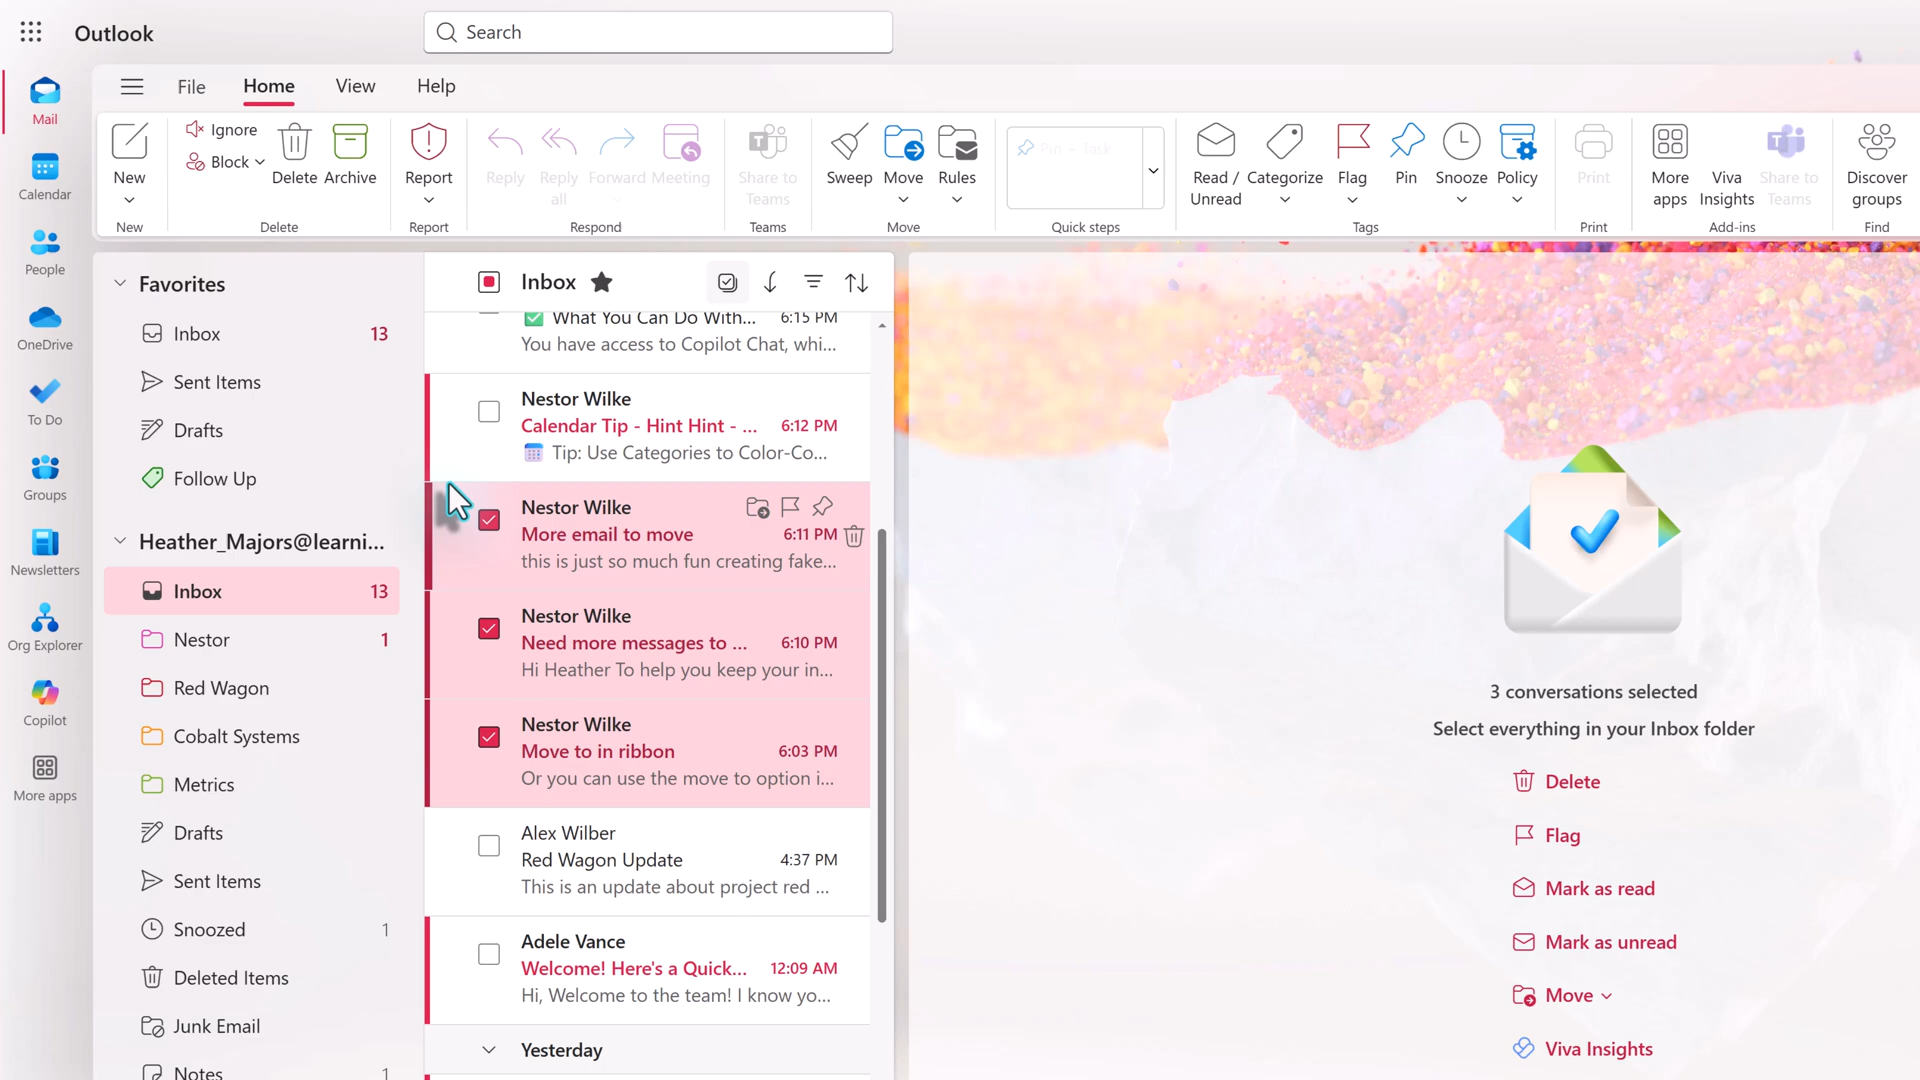 Outlook
Search
File Home View Help
Mail
Calendar
People
OneDrive
To Do
Groups
Newsletters
Org Explorer
Copilot
More apps
New
New
Ignore
Block
Delete
Archive
Delete
Report
Report
Reply
Reply all
Forward
Meeting
Respond
Share to Teams
Teams
Sweep
Move
Rules
Move
Pin - Task
Quick steps
Read / Unread
Categorize
Flag
Pin
Snooze
Policy
Tags
Print
Print
More apps
Viva Insights
Share to Teams
Add-ins
Discover groups
Find
Favorites
Inbox 13
Sent Items
Drafts
Follow Up
Heather_Majors@learni...
Inbox 13
Nestor 1
Red Wagon
Cobalt Systems
Metrics
Drafts
Sent Items
Snoozed 1
Deleted Items
Junk Email
Notes 1
Inbox
What You Can Do With... 6:15 PM
You have access to Copilot Chat, whi...
Nestor Wilke
Calendar Tip - Hint Hint - ... 6:12 PM
Tip: Use Categories to Color-Co...
Nestor Wilke
More email to move 6:11 PM
this is just so much fun creating fake...
Nestor Wilke
Need more messages to ... 6:10 PM
Hi Heather To help you keep your in...
Nestor Wilke
Move to in ribbon 6:03 PM
Or you can use the move to option i...
Alex Wilber
Red Wagon Update 4:37 PM
This is an update about project red ...
Adele Vance
Welcome! Here's a Quick... 12:09 AM
Hi, Welcome to the team! I know yo...
Yesterday
3 conversations selected
Select everything in your Inbox folder
Delete
Flag
Mark as read
Mark as unread
Move
Viva Insights